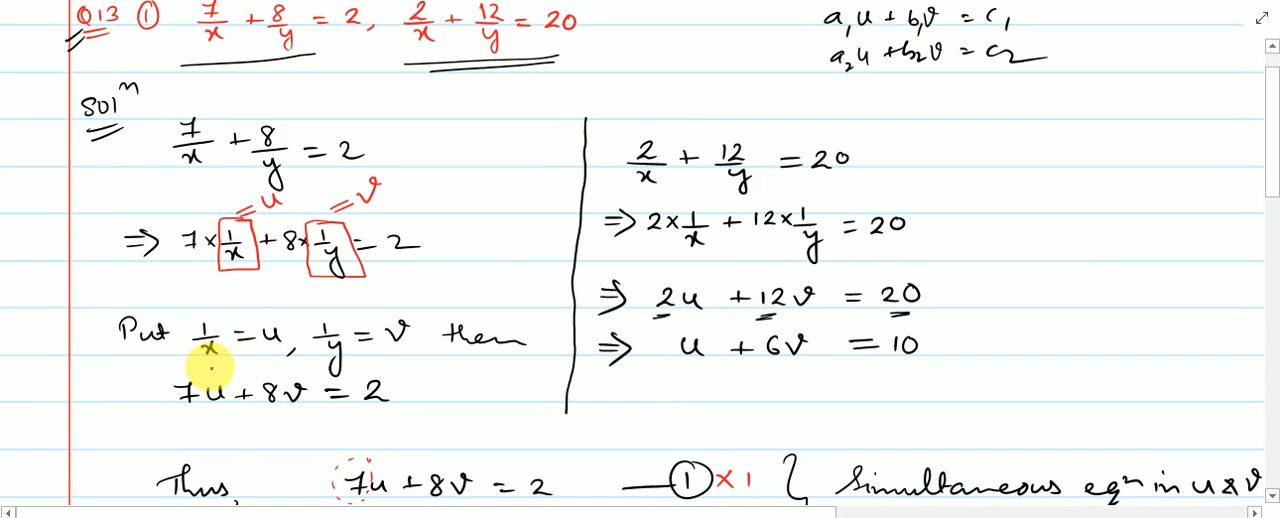 Q13 ① 7/x + 8/y = 2, 2/x + 12/y = 20
a₁u + b₁v = c₁
a₂u + b₂v = c₂
Solⁿ
7/x + 8/y = 2
= u = v
⇒ 7 × 1/x + 8 × 1/y = 2
Put 1/x = u, 1/y = v then
7u + 8v = 2
2/x + 12/y = 20
⇒ 2 × 1/x + 12 × 1/y = 20
⇒ 2u + 12v = 20
⇒ u + 6v = 10
Thus, 7u + 8v = 2 — ① × 1 } Simultaneous eqⁿ in u & v